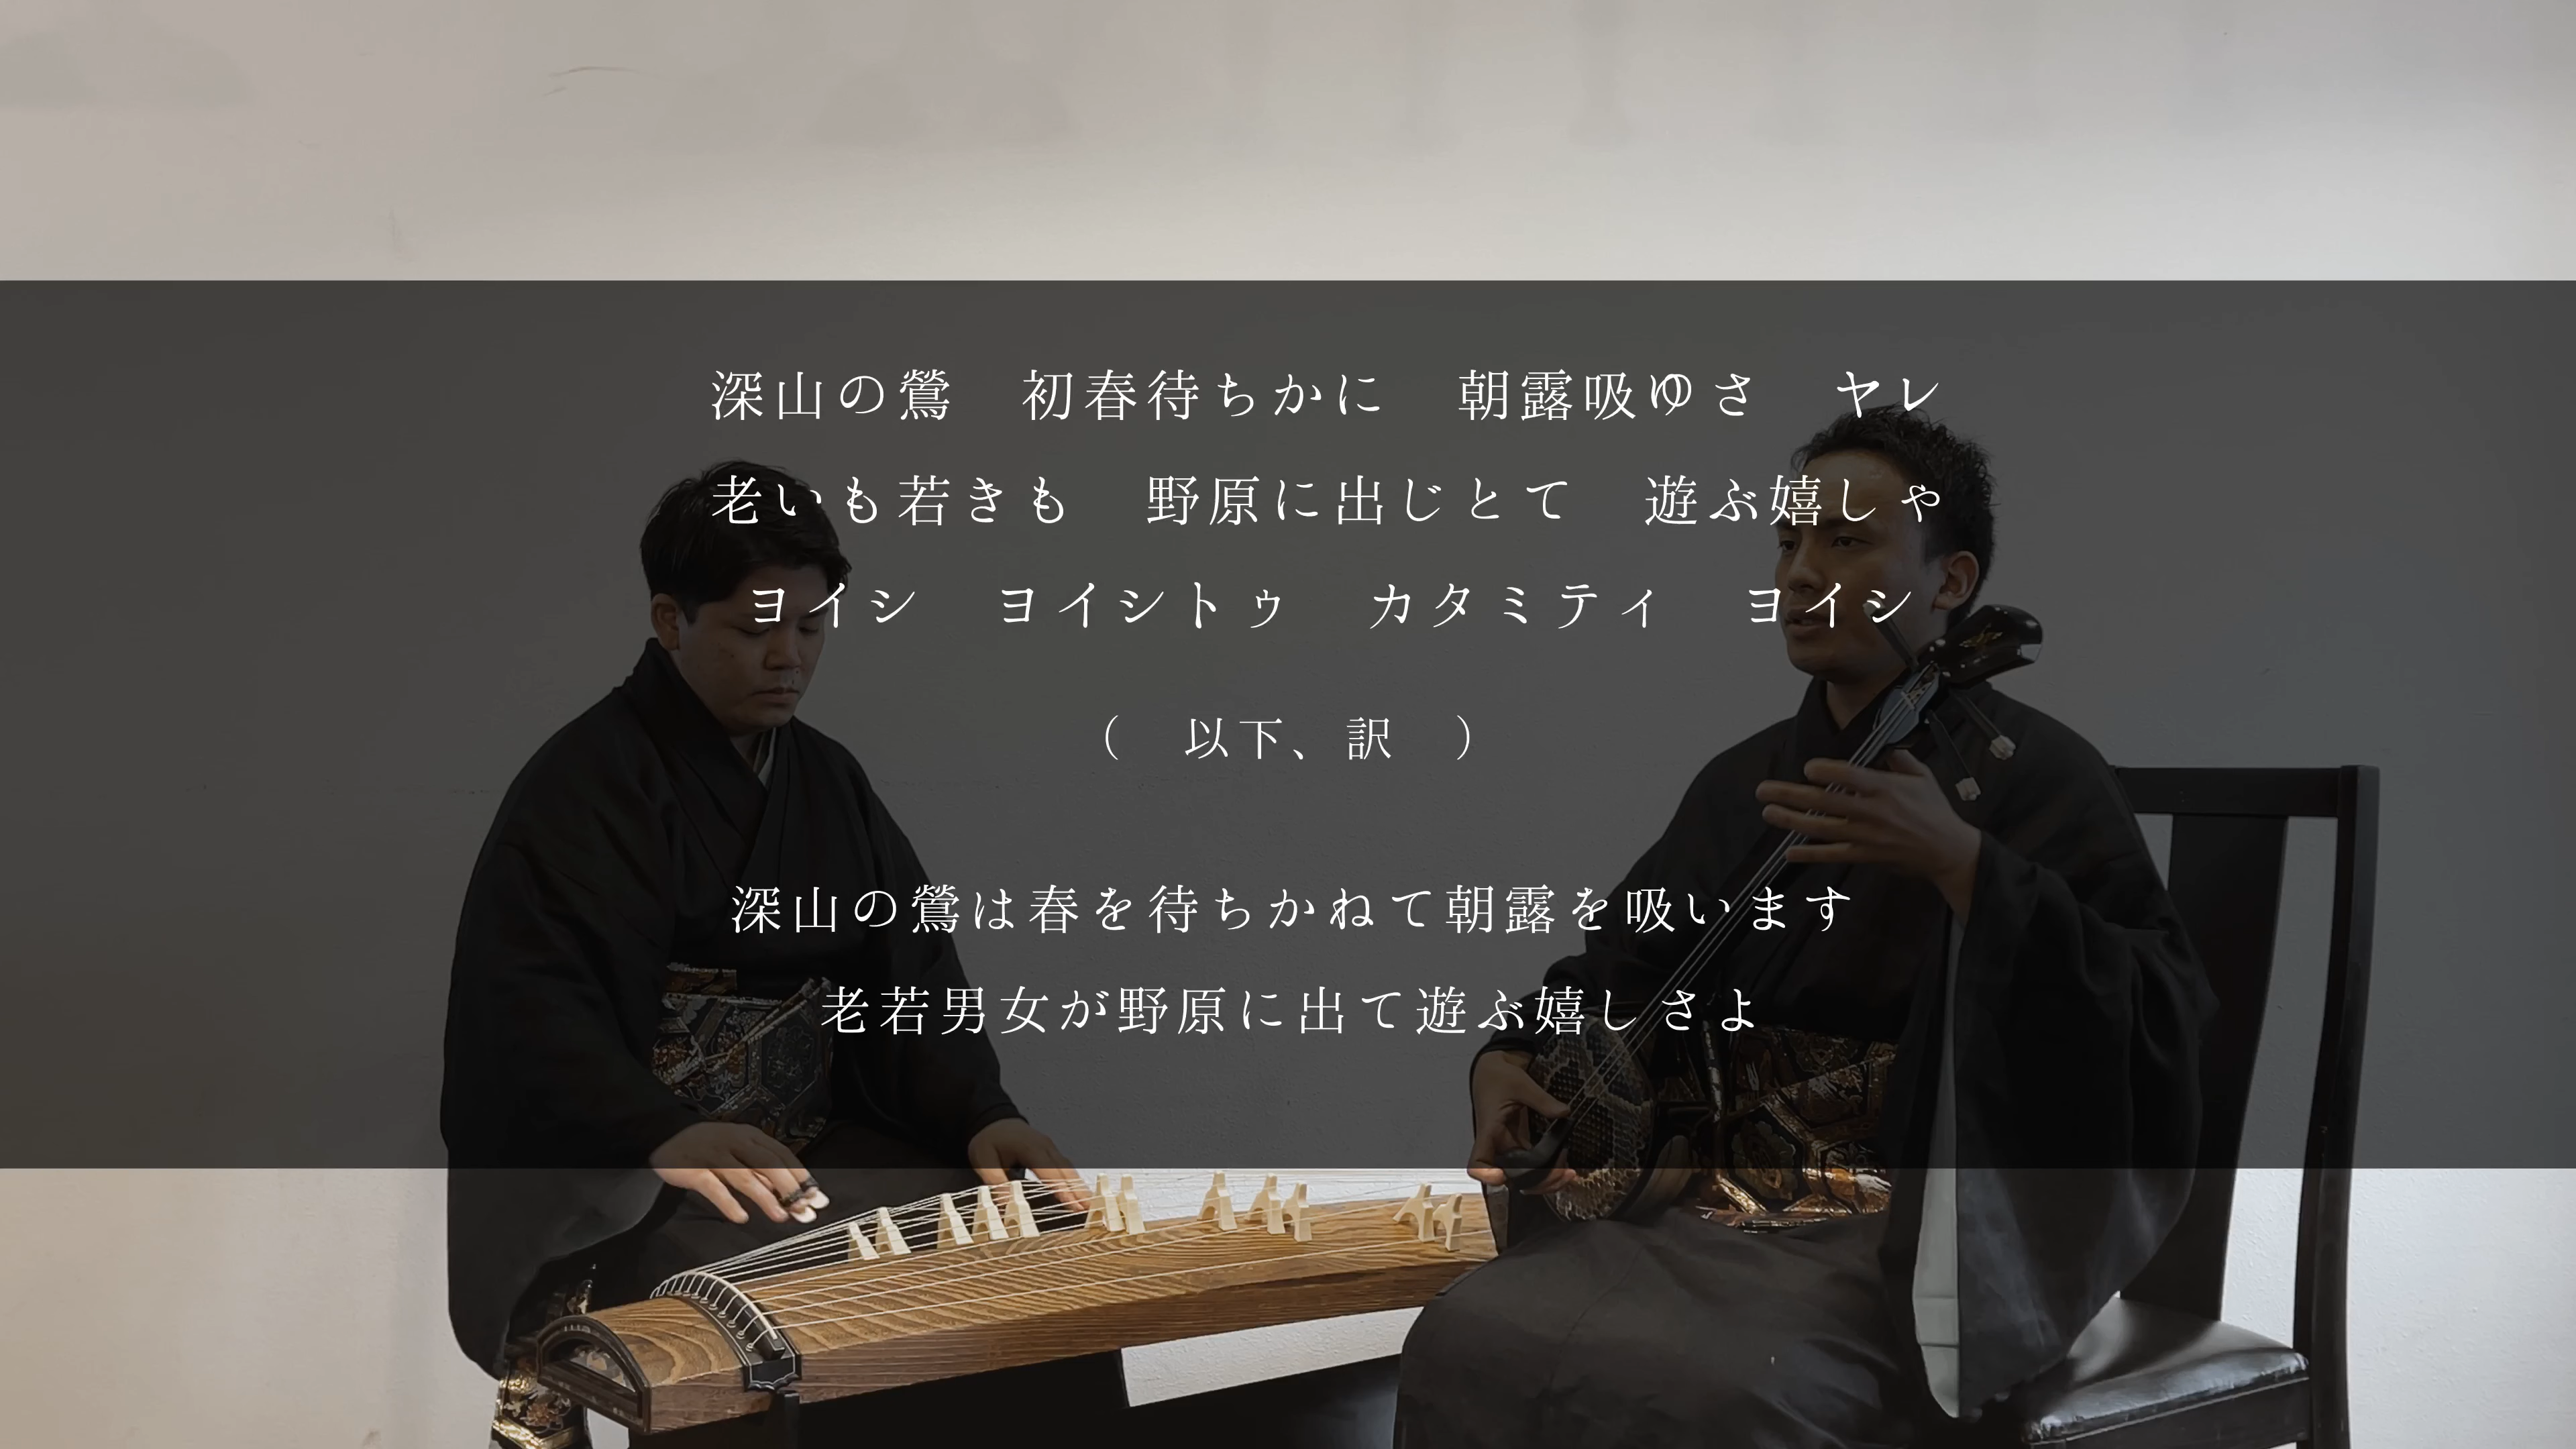 深山の鶯　初春待ちかに　朝露吸ゆさ　ヤレ
老いも若きも　野原に出じとて　遊ぶ嬉しゃ
ヨイシ　ヨイシトゥ　カタミティ　ヨイシ
（　以下、訳　）
深山の鶯は春を待ちかねて朝露を吸います
老若男女が野原に出て遊ぶ嬉しさよ